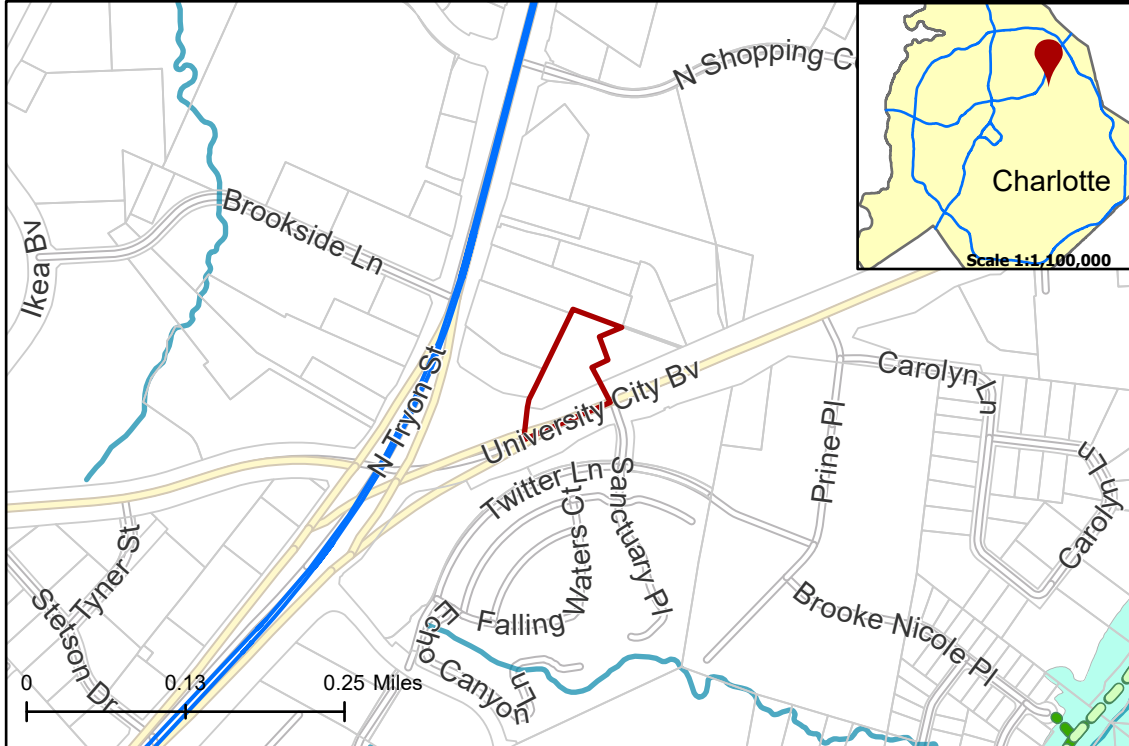 N Shopping C
Charlotte
Scale 1:1,100,000
Brookside Ln
Ikea Bv
N Tryon St
University City Bv
Carolyn Ln
Prine Pl
Carolyn Ln
Twitter Ln
Sanctuary Pl
Falling Waters Ct
Tyner St
Stetson Dr
Echo Canyon Ln
Brooke Nicole Pl
0 0.13 0.25 Miles